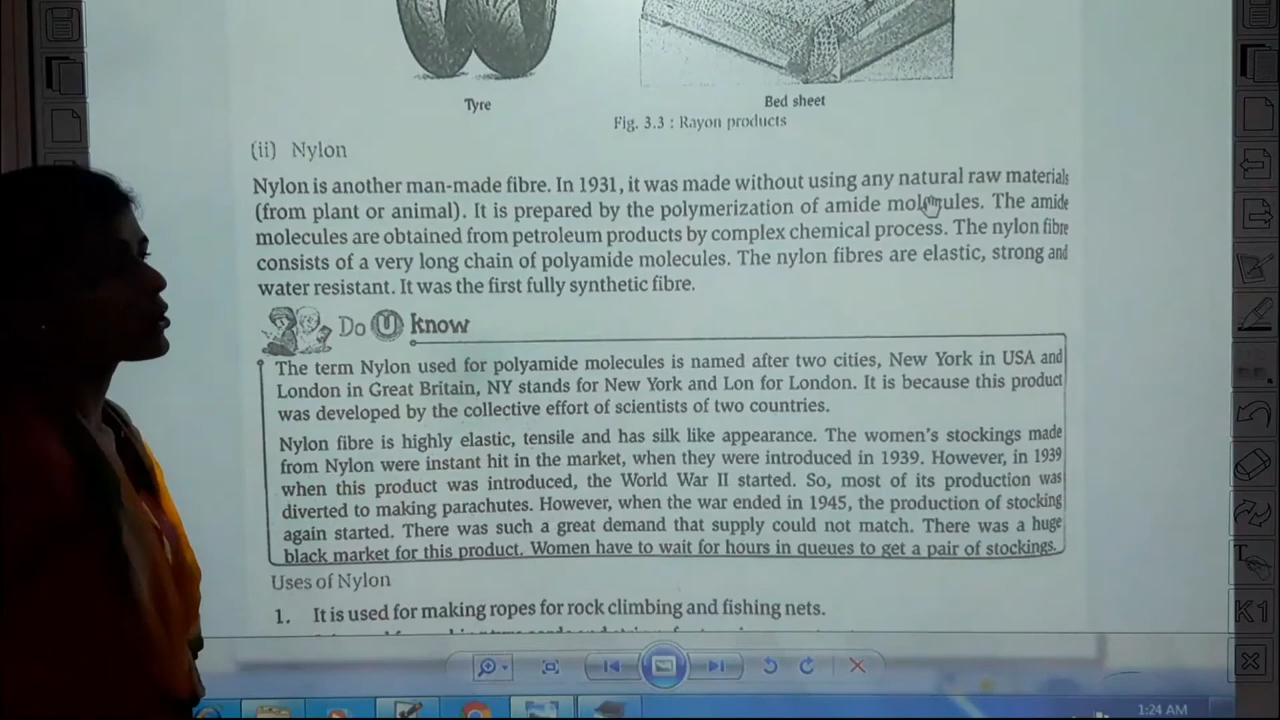 Tyre
Bed sheet
Fig. 3.3 : Rayon products
(ii) Nylon
Nylon is another man-made fibre. In 1931, it was made without using any natural raw materials
(from plant or animal). It is prepared by the polymerization of amide molecules. The amide
molecules are obtained from petroleum products by complex chemical process. The nylon fibre
consists of a very long chain of polyamide molecules. The nylon fibres are elastic, strong and
water resistant. It was the first fully synthetic fibre.
Do U know
The term Nylon used for polyamide molecules is named after two cities, New York in USA and
London in Great Britain, NY stands for New York and Lon for London. It is because this product
was developed by the collective effort of scientists of two countries.
Nylon fibre is highly elastic, tensile and has silk like appearance. The women's stockings made
from Nylon were instant hit in the market, when they were introduced in 1939. However, in 1939
when this product was introduced, the World War II started. So, most of its production was
diverted to making parachutes. However, when the war ended in 1945, the production of stocking
again started. There was such a great demand that supply could not match. There was a huge
black market for this product. Women have to wait for hours in queues to get a pair of stockings.
Uses of Nylon
1. It is used for making ropes for rock climbing and fishing nets.
T
K1
1:24 AM